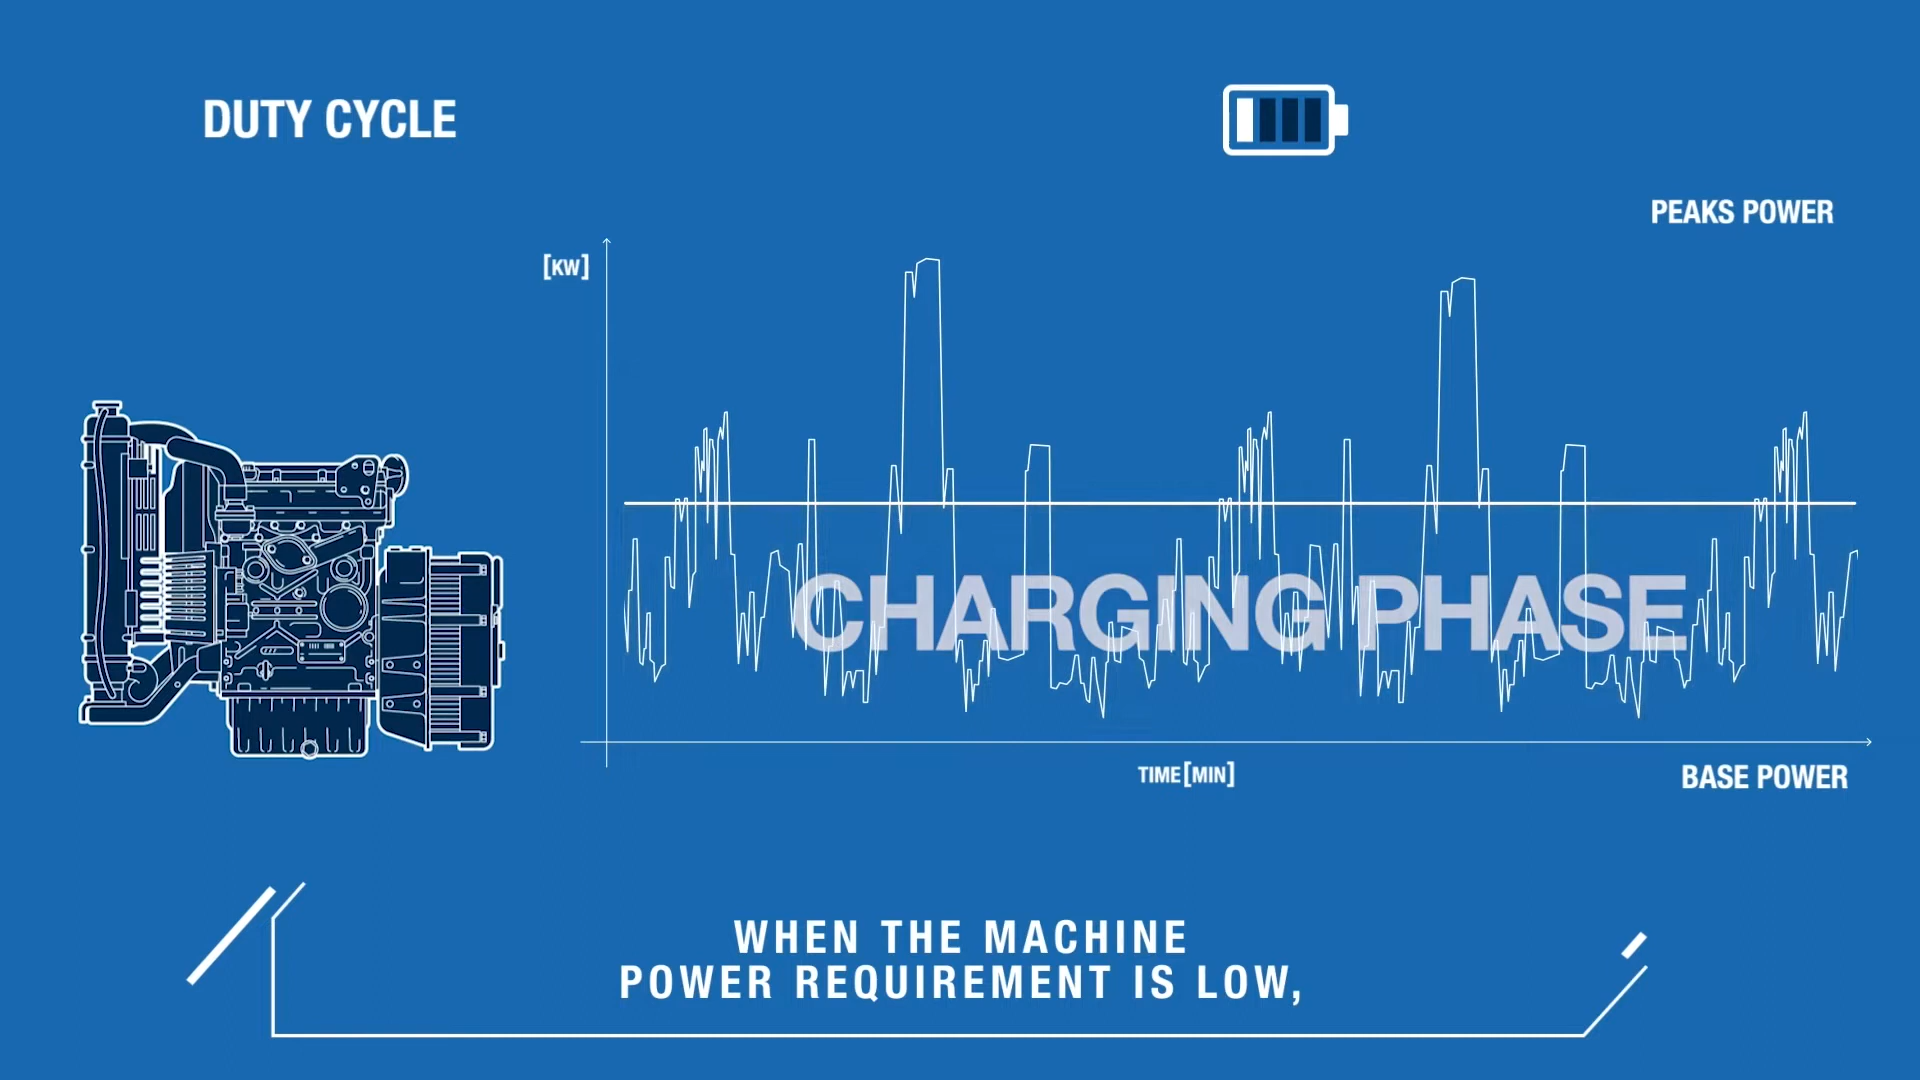 DUTY CYCLE
PEAKS POWER
[KW]
CHARGING PHASE
TIME[MIN]
BASE POWER
WHEN THE MACHINE
POWER REQUIREMENT IS LOW,